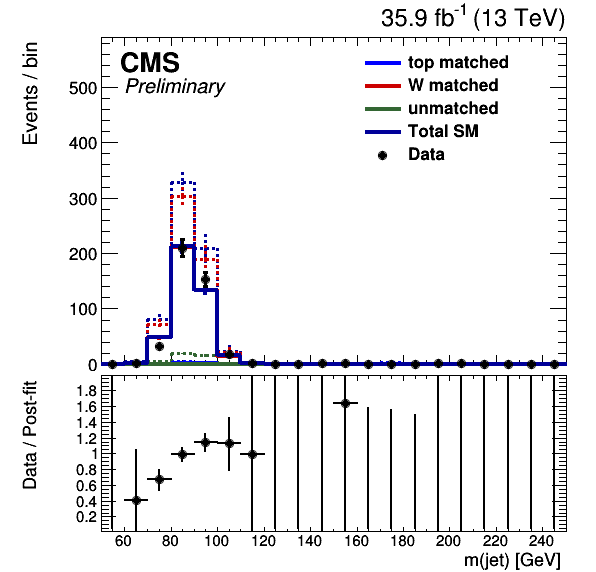 35.9 fb⁻¹ (13 TeV)
CMS
Preliminary
top matched
W matched
unmatched
Total SM
Data
Events / bin
500
400
300
200
100
0
Data / Post-fit
1.8
1.6
1.4
1.2
1
0.8
0.6
0.4
0.2
60 80 100 120 140 160 180 200 220 240
m(jet) [GeV]